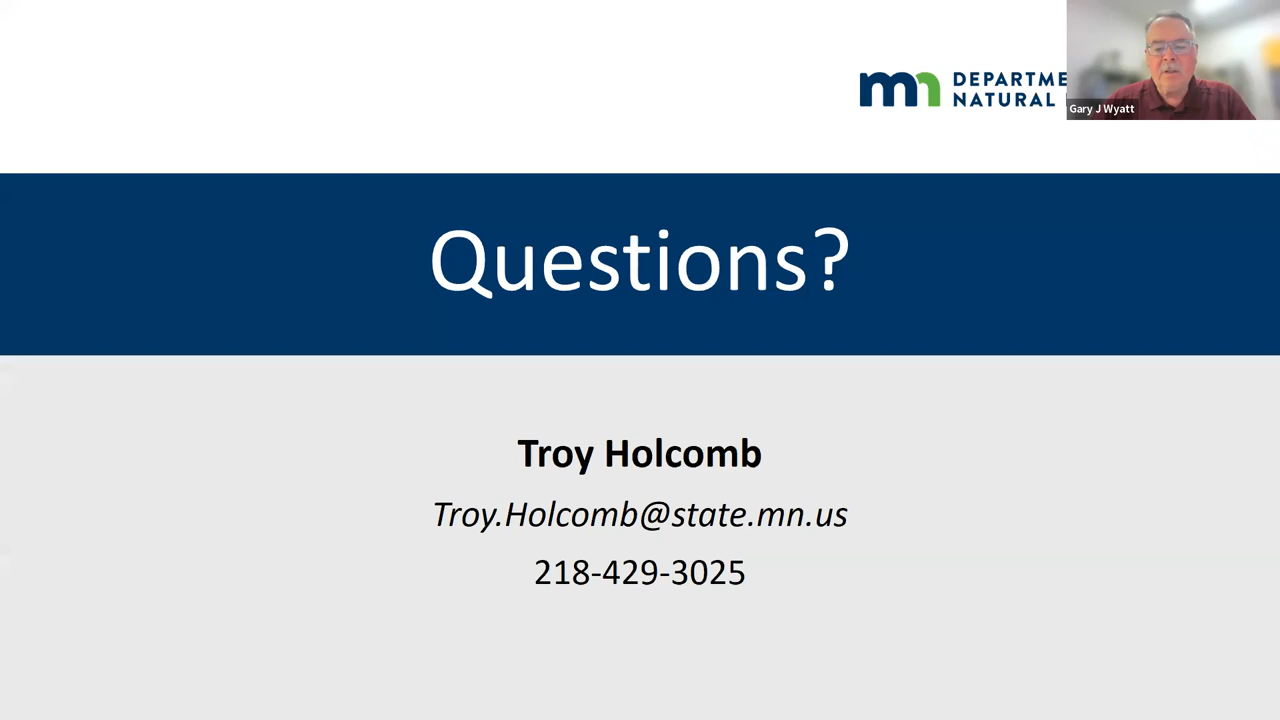 mn DEPARTME
NATURAL
Gary J Wyatt
Questions?
Troy Holcomb
Troy.Holcomb@state.mn.us
218-429-3025